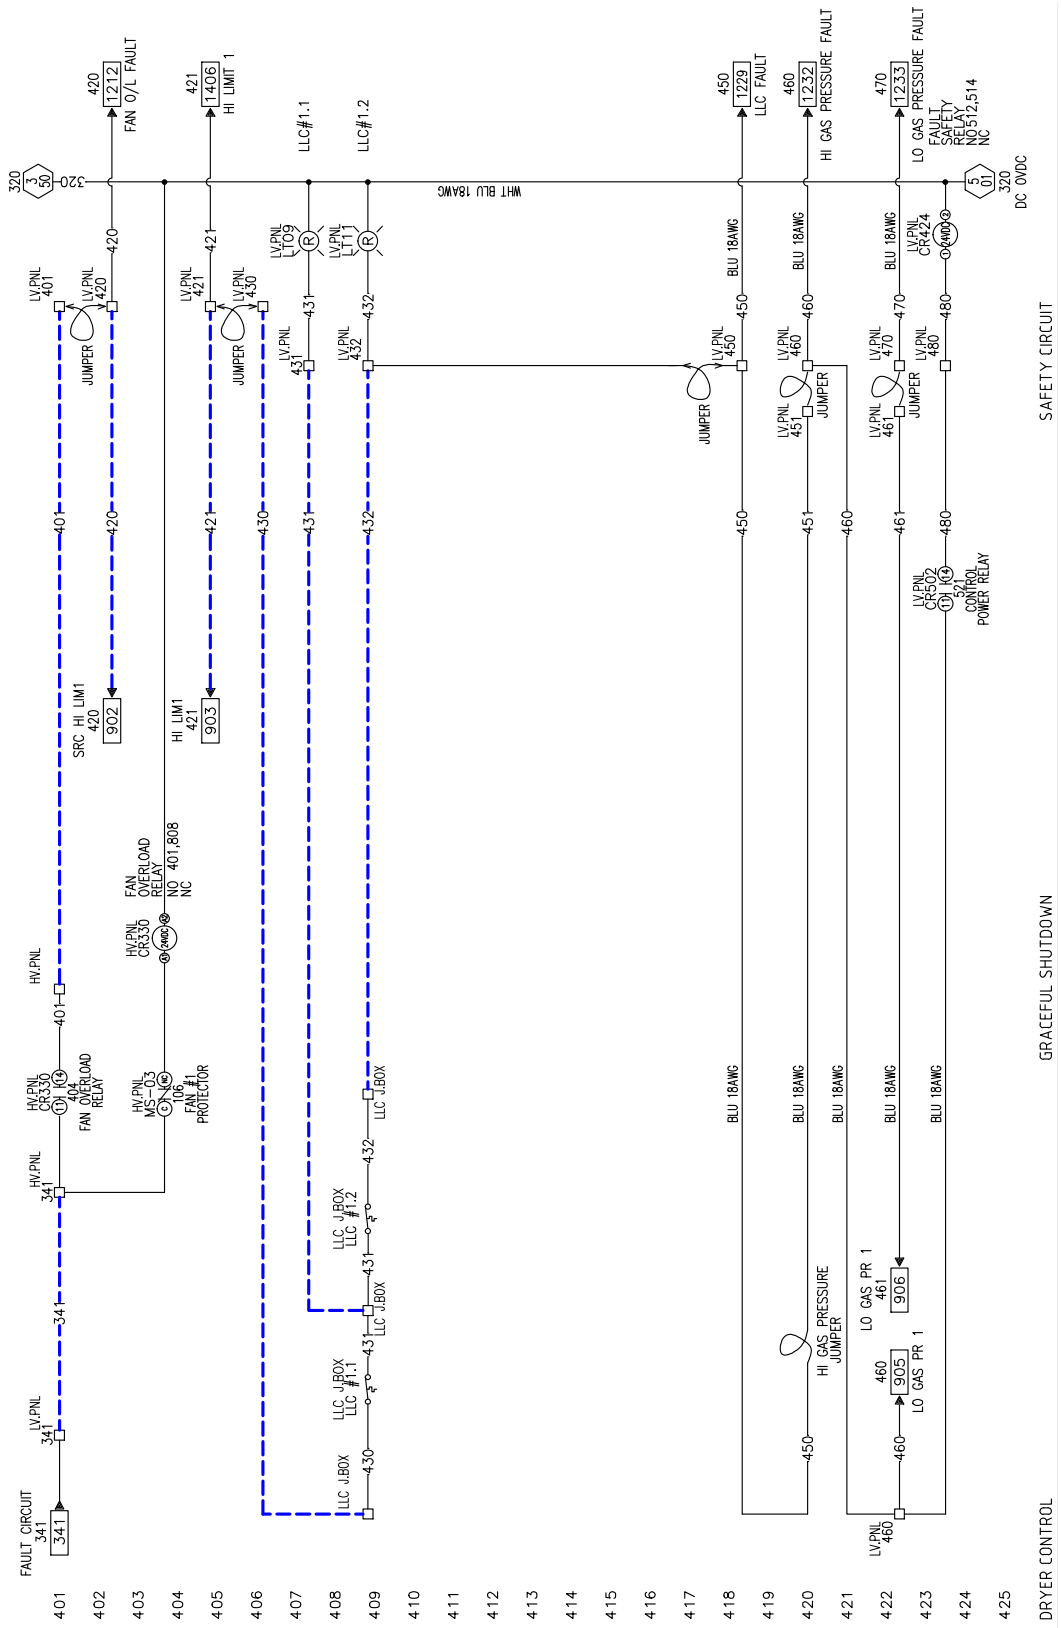 FAULT CIRCUIT
341
341
LV.PNL
341
341
HV.PNL
341
HV.PNL
CR330
11
14
404
FAN OVERLOAD
RELAY
401
HV.PNL
401
LV.PNL
401
JUMPER
LV.PNL
420
420
420
1212
FAN O/L FAULT
SRC HI LIM1
420
902
420
HV.PNL
MS-03
C
NC
106
FAN #1
PROTECTOR
HV.PNL
CR330
A1
24VDC
A2
FAN
OVERLOAD
RELAY
NO 401,808
NC
320
3
50
320
HI LIM1
421
903
421
LV.PNL
421
JUMPER
LV.PNL
430
421
421
1406
HI LIMIT 1
430
431
LV.PNL
431
431
LV.PNL
LT09
R
LLC#1.1
LLC J.BOX
430
LLC J.BOX
LLC #1.1
431
LLC J.BOX
431
LLC J.BOX
LLC #1.2
432
LLC J.BOX
432
LV.PNL
432
432
LV.PNL
LT11
R
LLC#1.2
WHT BLU 18AWG
BLU 18AWG
450
JUMPER
LV.PNL
450
450
BLU 18AWG
450
1229
LLC FAULT
450
HI GAS PRESSURE
JUMPER
BLU 18AWG
451
LV.PNL
451
JUMPER
LV.PNL
460
460
BLU 18AWG
460
1232
HI GAS PRESSURE FAULT
BLU 18AWG
460
LV.PNL
460
460
460
905
LO GAS PR 1
LO GAS PR 1
461
906
BLU 18AWG
461
LV.PNL
461
JUMPER
LV.PNL
470
470
BLU 18AWG
470
1233
LO GAS PRESSURE FAULT
BLU 18AWG
LV.PNL
CR502
11
14
521
CONTROL
POWER RELAY
480
LV.PNL
480
480
LV.PNL
CR424
1
24VDC
2
FAULT
SAFETY
RELAY
NO 512,514
NC
5
01
320
DC 0VDC
401
402
403
404
405
406
407
408
409
410
411
412
413
414
415
416
417
418
419
420
421
422
423
424
425
DRYER CONTROL
GRACEFUL SHUTDOWN
SAFETY CIRCUIT